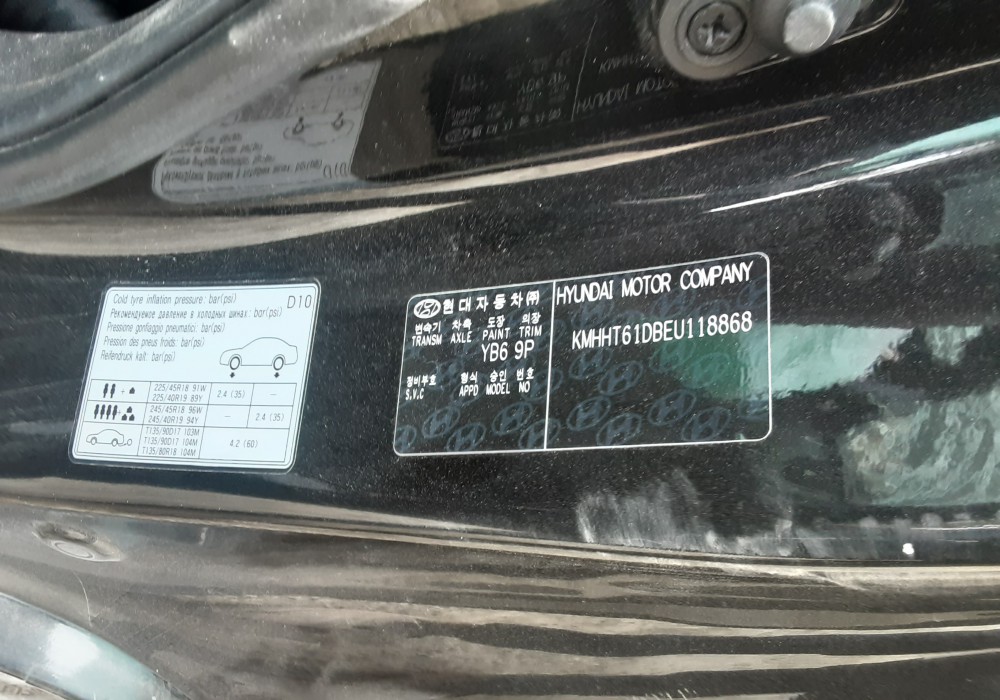 Cold tyre inflation pressure: bar(psi)
D10
Рекомендуемое давление в холодных шинах: bar(psi)
Pressione gonfiaggio pneumatici: bar(psi)
Pression des pneus froids: bar(psi)
Reifendruck kalt: bar(psi)
225/45R18 91W
225/40R19 89Y
2.4 (35)
—
245/45R18 96W
245/40R19 94Y
—
2.4 (35)
T135/90D17 103M
T135/90D17 104M
T135/80R18 104M
4.2 (60)
현대자동차㈜
변속기 차축 도장 의장
TRANSM AXLE PAINT TRIM
YB6 9P
정비부호 형식 승인 번호
S.V.C APPD MODEL NO
HYUNDAI MOTOR COMPANY
KMHHT61DBEU118868